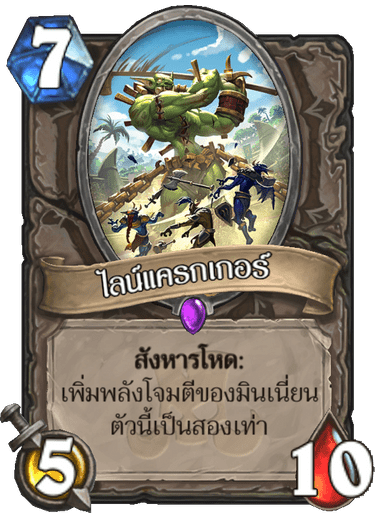 7
ไลน์แครกเกอร์
สังหารโหด:
เพิ่มพลังโจมตีของมินเนี่ยน
ตัวนี้เป็นสองเท่า
5
10